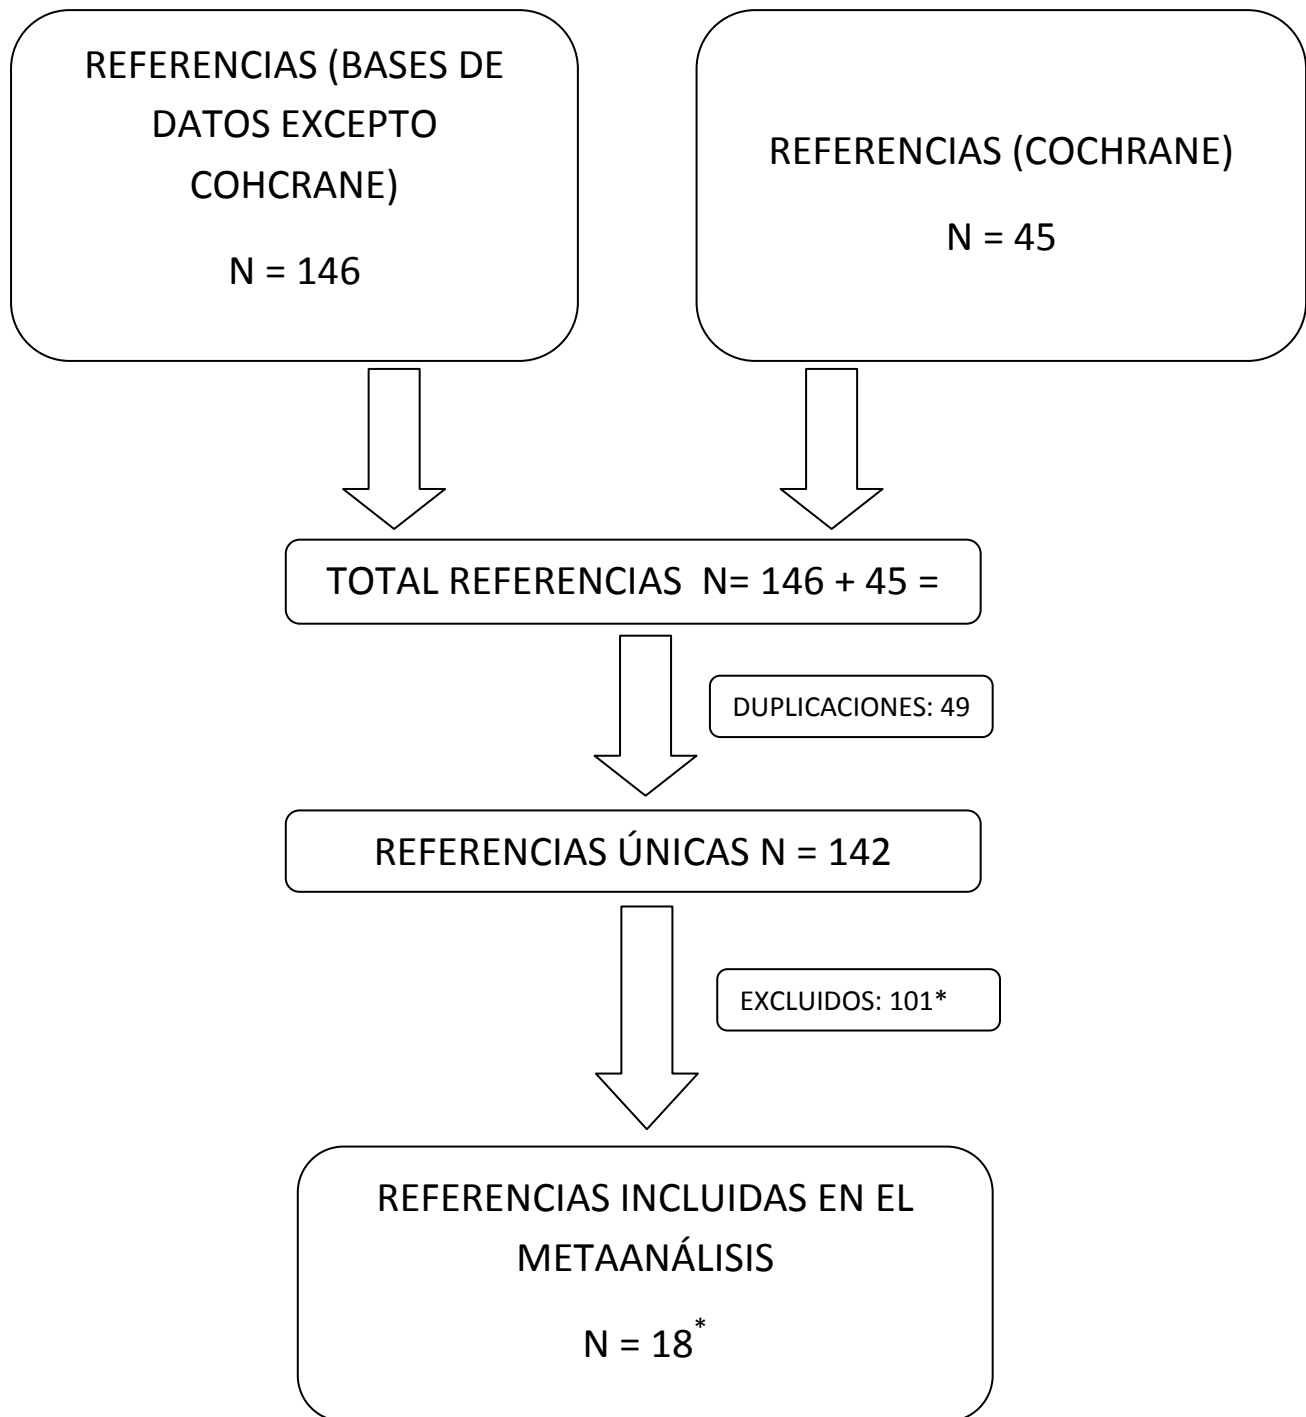 REFERENCIAS (BASES DE
DATOS EXCEPTO
COHCRANE)
N = 146
REFERENCIAS (COCHRANE)
N = 45
TOTAL REFERENCIAS  N= 146 + 45 =
DUPLICACIONES: 49
REFERENCIAS ÚNICAS N = 142
EXCLUIDOS: 101*
REFERENCIAS INCLUIDAS EN EL
METAANÁLISIS
N = 18*